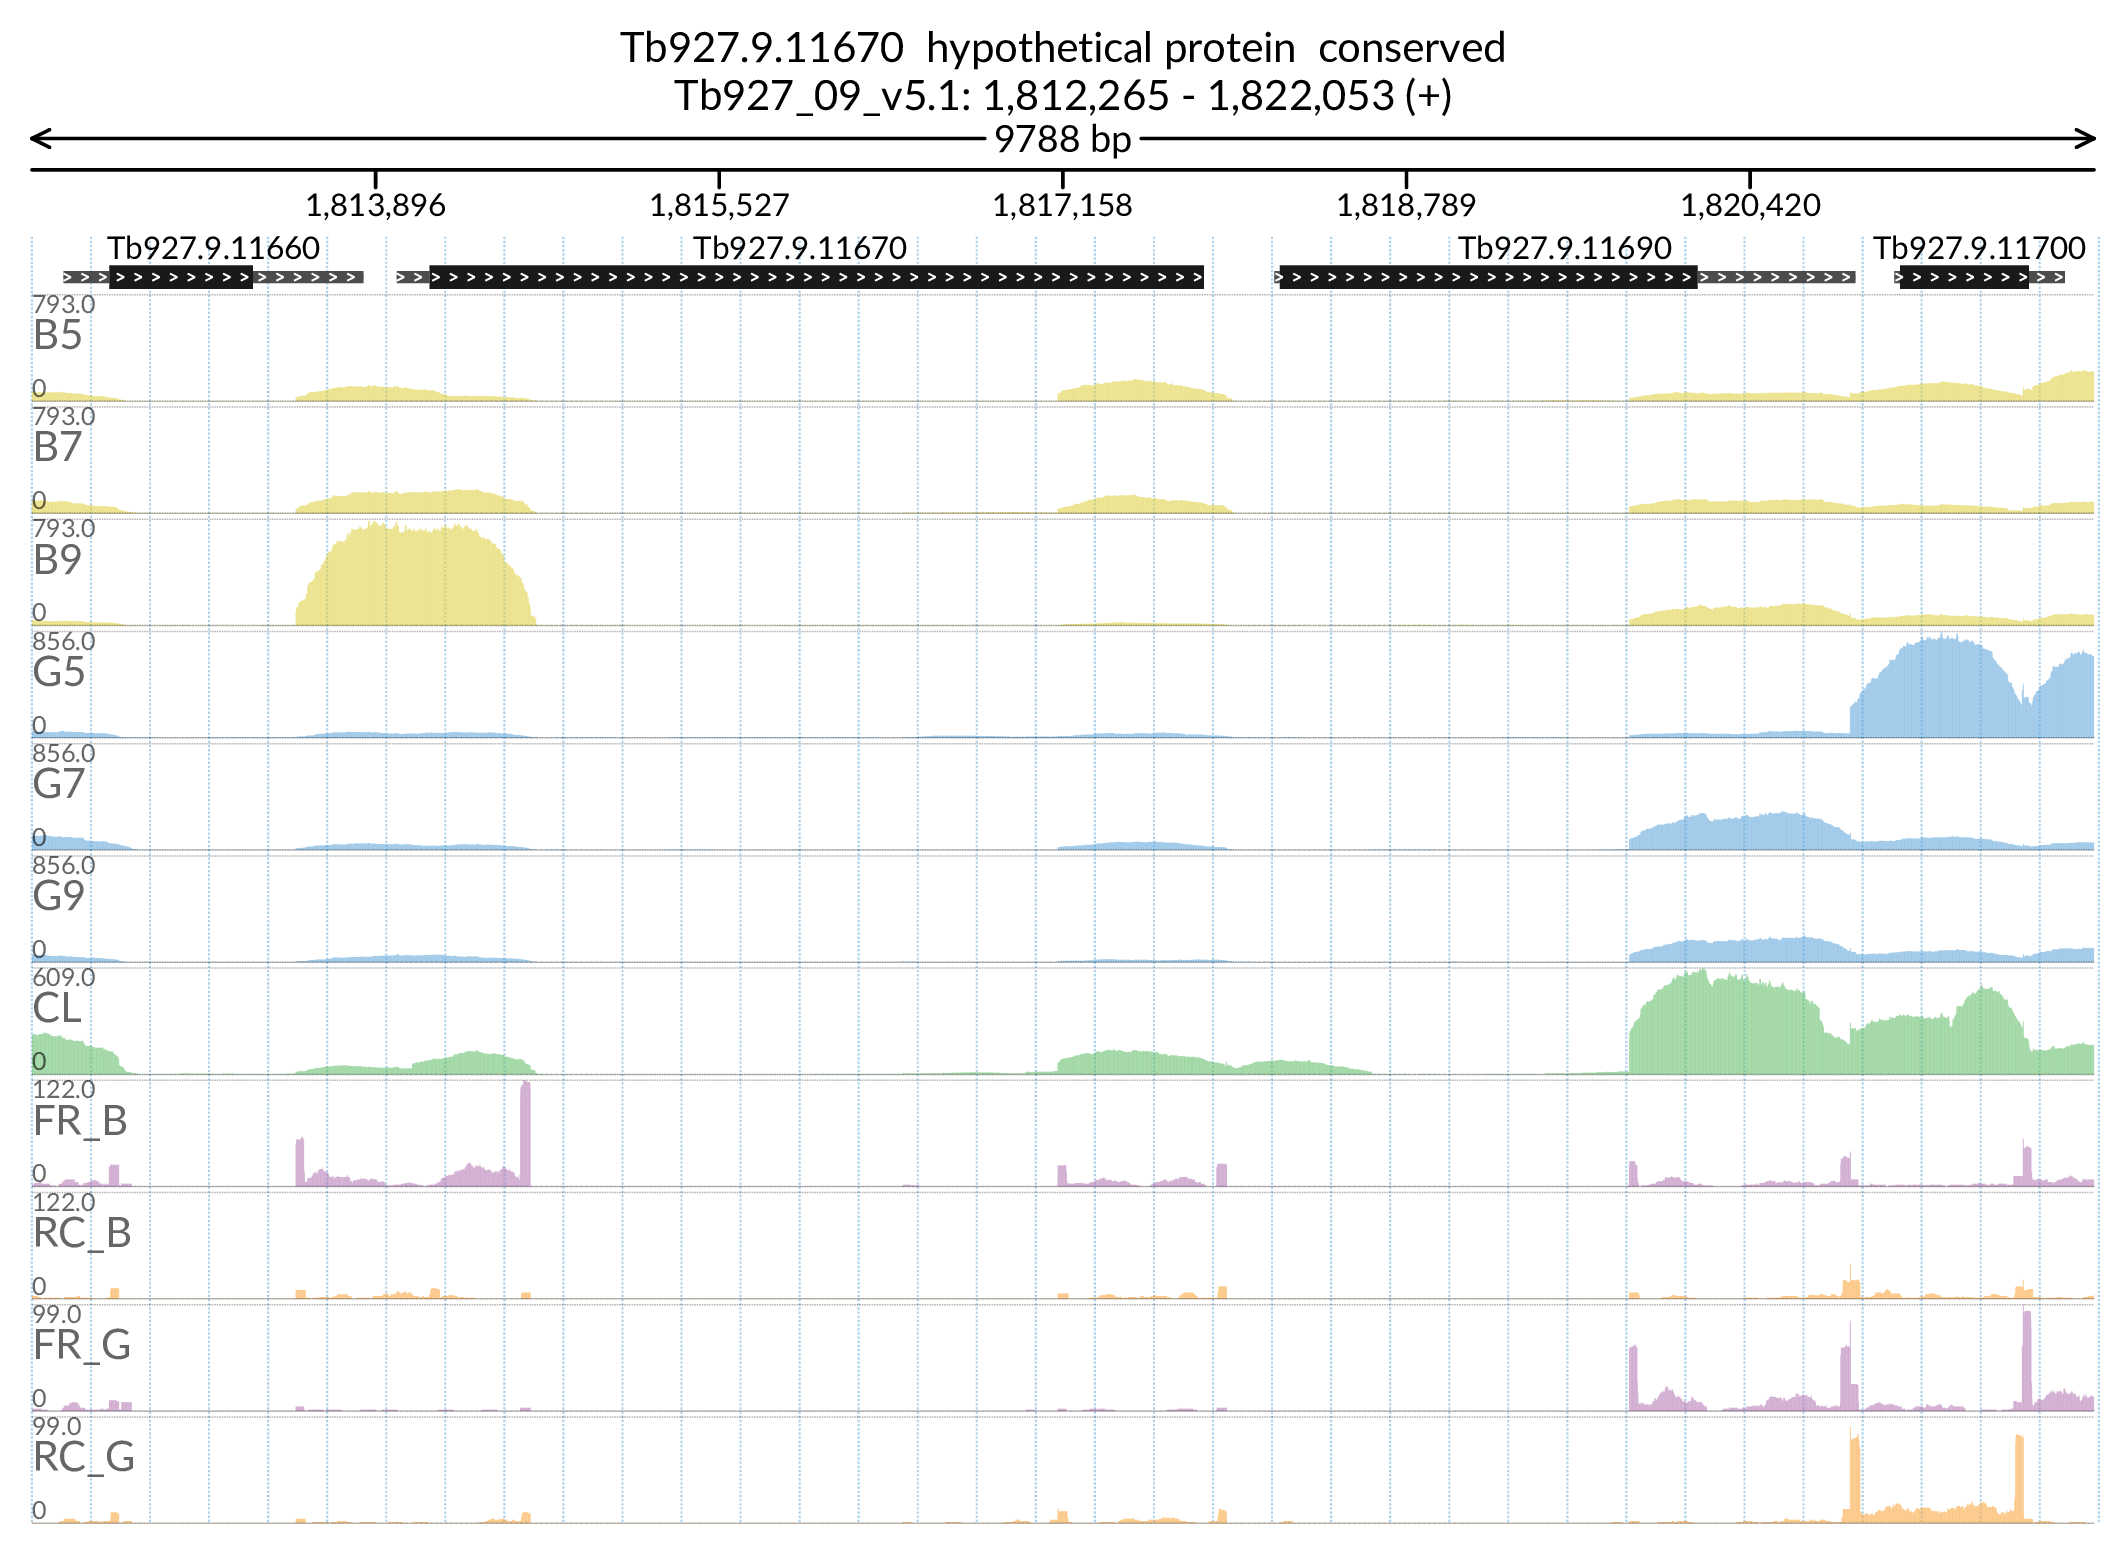 Tb927.9.11670 hypothetical protein conserved
Tb927_09_v5.1: 1,812,265 - 1,822,053 (+)
9788 bp
1,813,896 1,815,527 1,817,158 1,818,789 1,820,420
Tb927.9.11660 Tb927.9.11670 Tb927.9.11690 Tb927.9.11700
793.0
B5
0
793.0
B7
0
793.0
B9
0
856.0
G5
0
856.0
G7
0
856.0
G9
0
609.0
CL
0
122.0
FR_B
0
122.0
RC_B
0
99.0
FR_G
0
99.0
RC_G
0